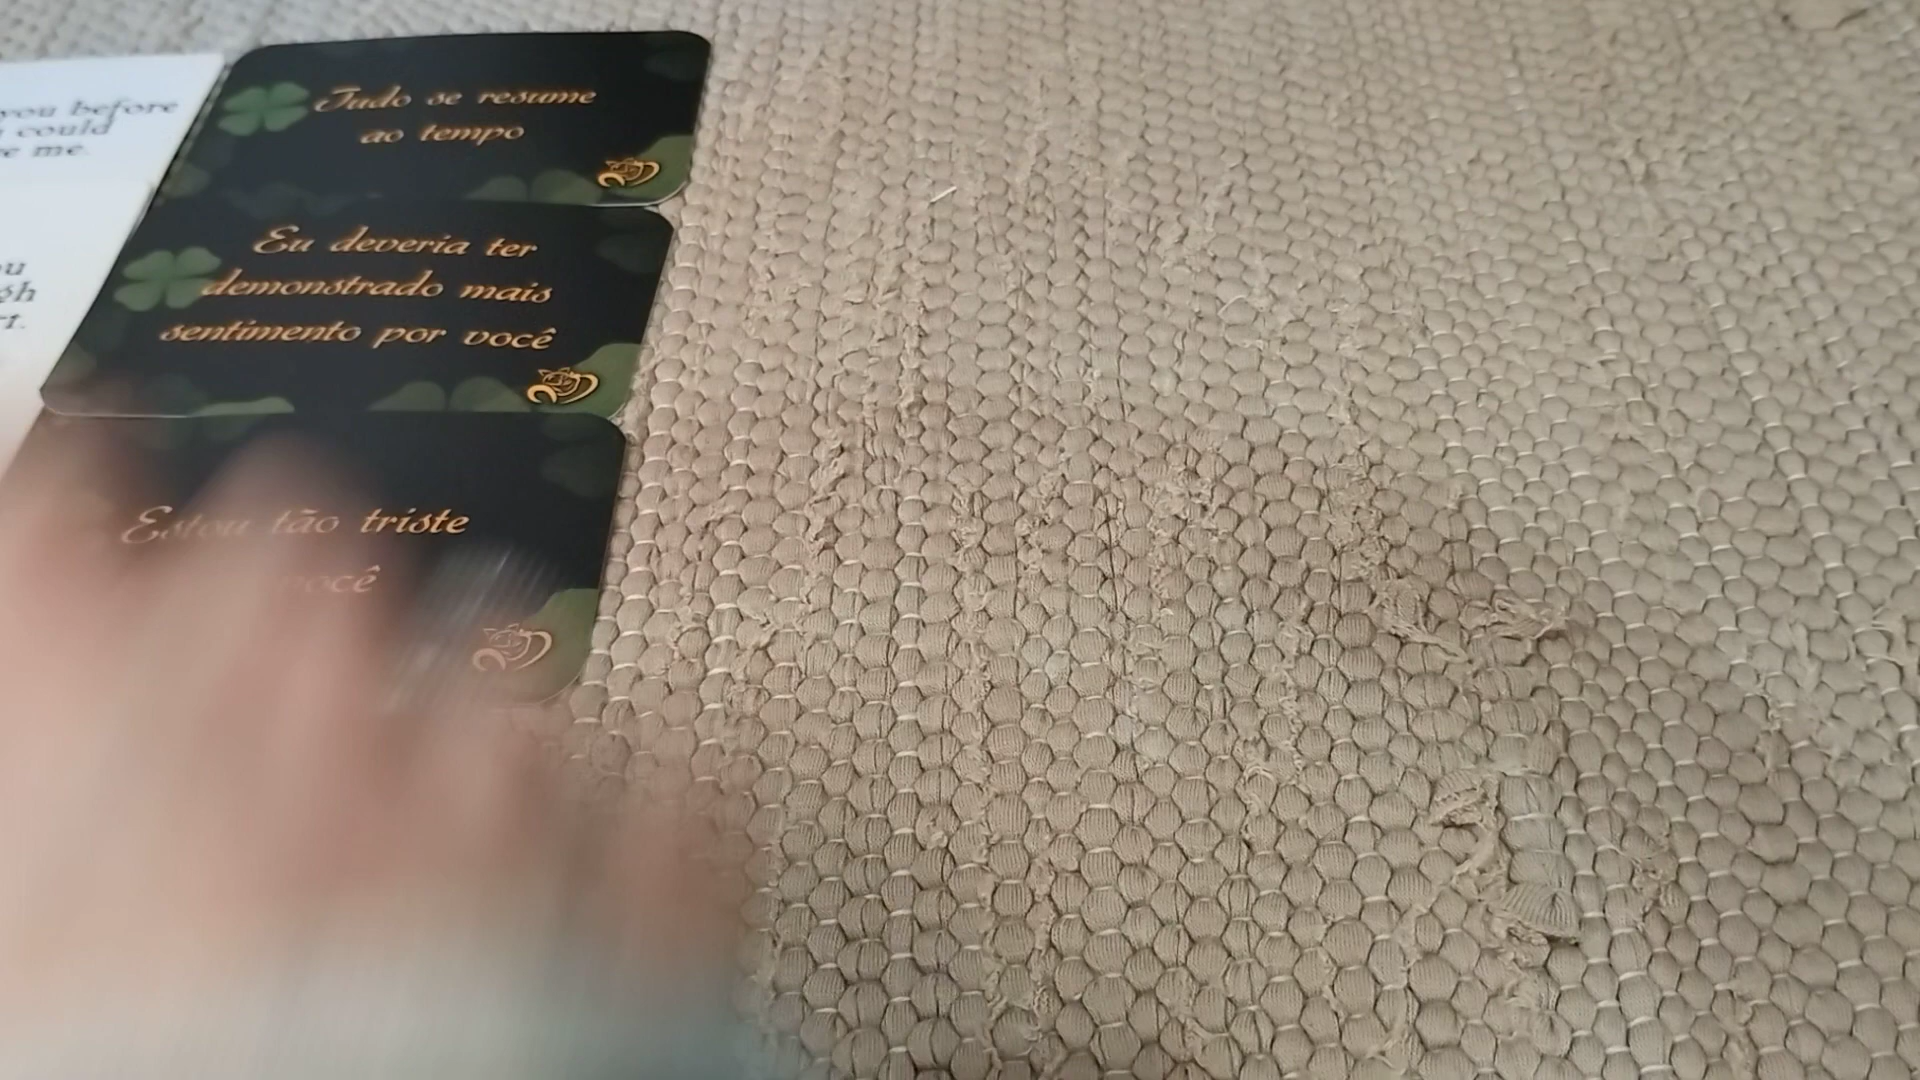 you before
could
e me.
Tudo se resume
ao tempo
Eu deveria ter
demonstrado mais
sentimento por você
Estou tão triste
você